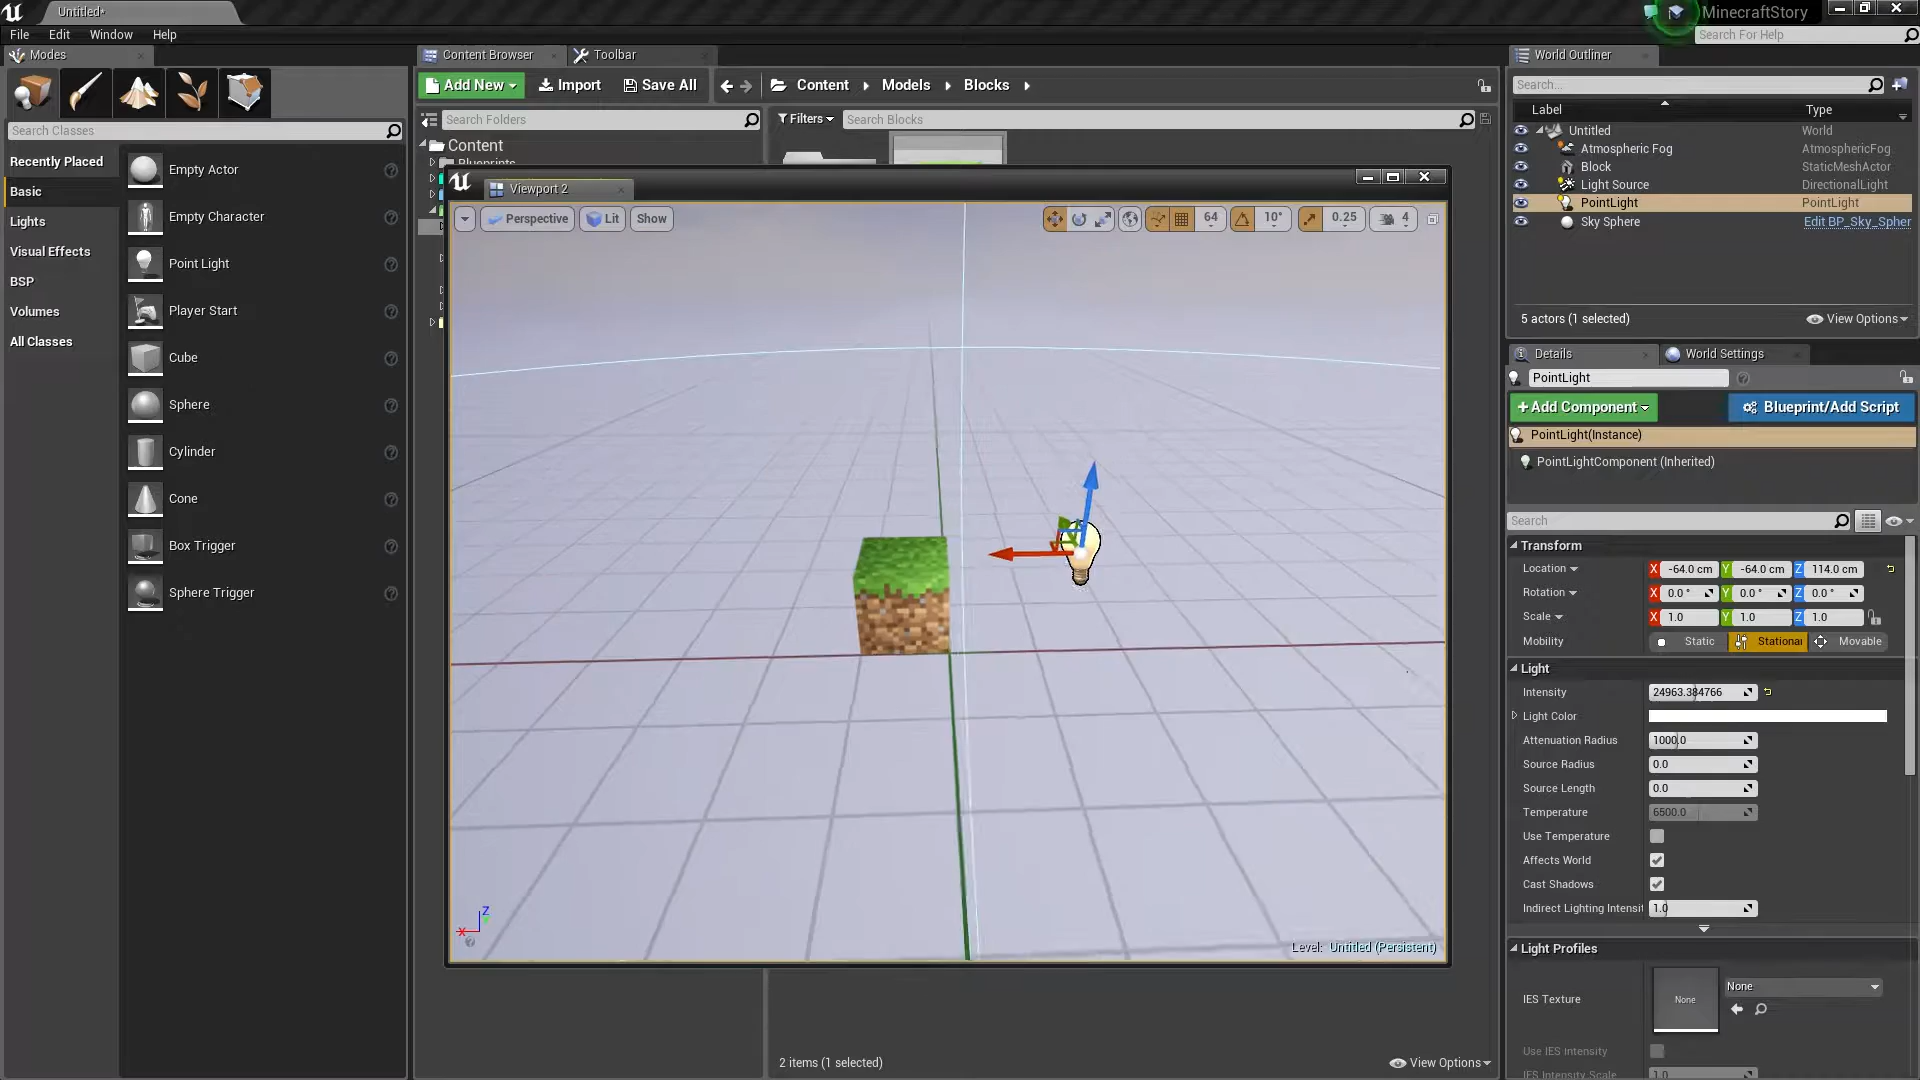 Untitled*
MinecraftStory
File Edit Window Help
Search For Help
Modes
Content Browser
Toolbar
World Outliner
Add New
Import
Save All
Content
Models
Blocks
Search...
Search Classes
Search Folders
Filters
Search Blocks
Label
Type
Content
Blueprints
Untitled World
Atmospheric Fog AtmosphericFog
Block StaticMeshActor
Light Source DirectionalLight
PointLight PointLight
Sky Sphere Edit BP_Sky_Spher
5 actors (1 selected)
View Options
Recently Placed
Basic
Lights
Visual Effects
BSP
Volumes
All Classes
Empty Actor
Empty Character
Point Light
Player Start
Cube
Sphere
Cylinder
Cone
Box Trigger
Sphere Trigger
Viewport 2
Perspective
Lit
Show
64
10°
0.25
4
Z
X
Level: Untitled (Persistent)
2 items (1 selected)
View Options
Details
World Settings
PointLight
+Add Component
Blueprint/Add Script
PointLight(Instance)
PointLightComponent (Inherited)
Search
Transform
Location X -64.0 cm Y -64.0 cm Z 114.0 cm
Rotation X 0.0 ° Y 0.0 ° Z 0.0 °
Scale X 1.0 Y 1.0 Z 1.0
Mobility Static Stational Movable
Light
Intensity 24963.384766
Light Color
Attenuation Radius 1000.0
Source Radius 0.0
Source Length 0.0
Temperature 6500.0
Use Temperature
Affects World
Cast Shadows
Indirect Lighting Intensit 1.0
Light Profiles
IES Texture
None
None
Use IES Intensity
IES Intensity Scale 1.0